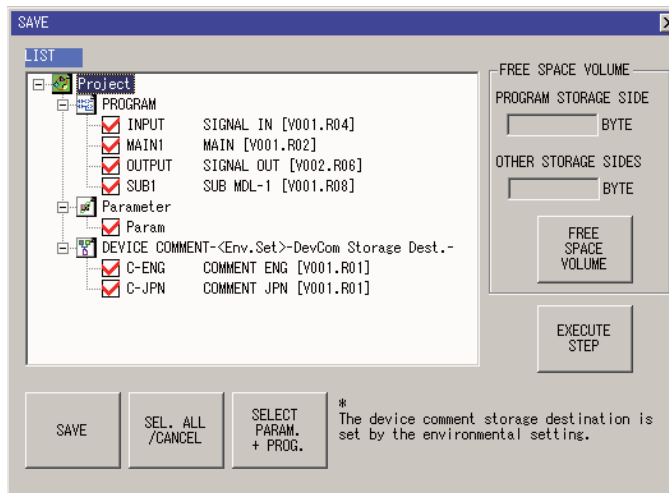 SAVE
LIST
Project
PROGRAM
INPUT SIGNAL IN [V001.R04]
MAIN1 MAIN [V001.R02]
OUTPUT SIGNAL OUT [V002.R06]
SUB1 SUB MDL-1 [V001.R08]
Parameter
Param
DEVICE COMMENT-<Env.Set>-DevCom Storage Dest.-
C-ENG COMMENT ENG [V001.R01]
C-JPN COMMENT JPN [V001.R01]
FREE SPACE VOLUME
PROGRAM STORAGE SIDE
BYTE
OTHER STORAGE SIDES
BYTE
FREE
SPACE
VOLUME
EXECUTE
STEP
SAVE
SEL. ALL
/CANCEL
SELECT
PARAM.
+ PROG.
*
The device comment storage destination is
set by the environmental setting.